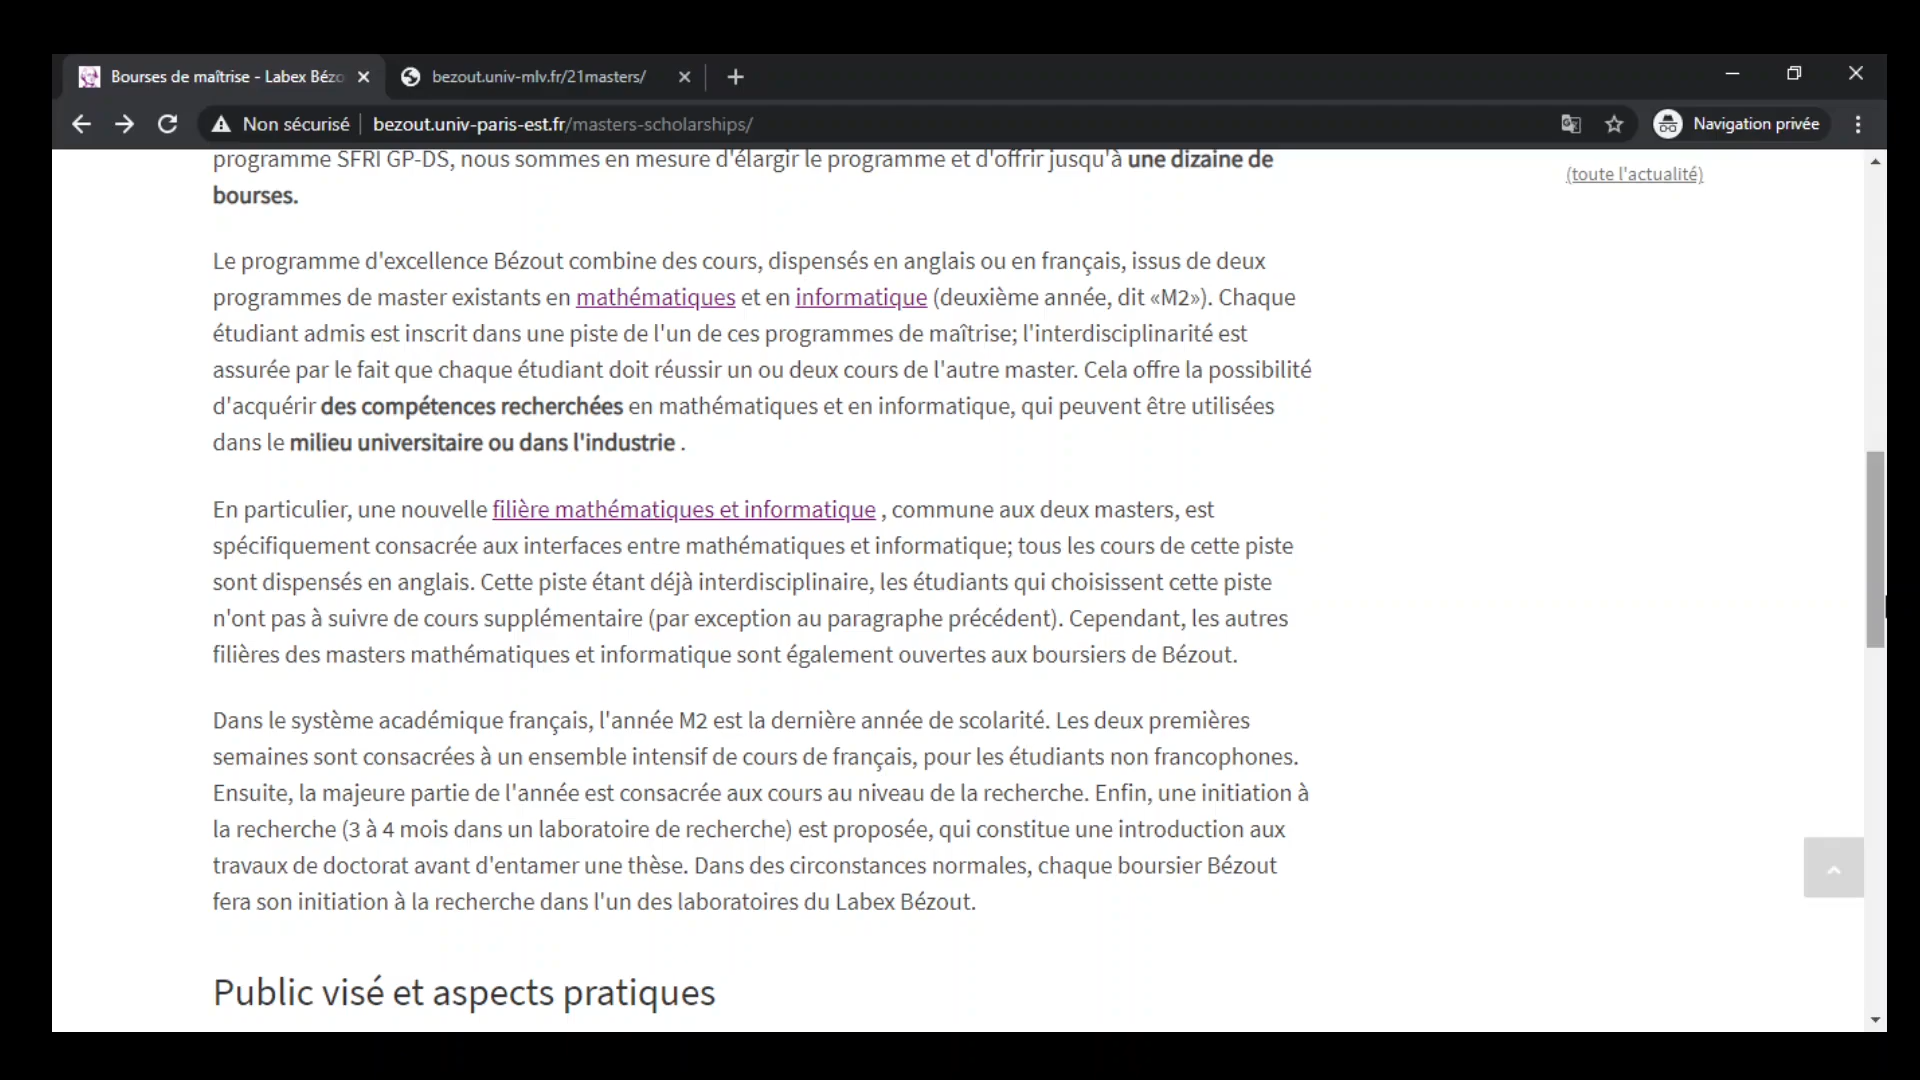 Bourses de maîtrise - Labex Bézo
bezout.univ-mlv.fr/21masters/
Non sécurisé
bezout.univ-paris-est.fr/masters-scholarships/
Navigation privée
programme SFRI GP-DS, nous sommes en mesure d'élargir le programme et d'offrir jusqu'à une dizaine de
bourses.
(toute l'actualité)
Le programme d'excellence Bézout combine des cours, dispensés en anglais ou en français, issus de deux
programmes de master existants en mathématiques et en informatique (deuxième année, dit «M2»). Chaque
étudiant admis est inscrit dans une piste de l'un de ces programmes de maîtrise; l'interdisciplinarité est
assurée par le fait que chaque étudiant doit réussir un ou deux cours de l'autre master. Cela offre la possibilité
d'acquérir des compétences recherchées en mathématiques et en informatique, qui peuvent être utilisées
dans le milieu universitaire ou dans l'industrie .
En particulier, une nouvelle filière mathématiques et informatique , commune aux deux masters, est
spécifiquement consacrée aux interfaces entre mathématiques et informatique; tous les cours de cette piste
sont dispensés en anglais. Cette piste étant déjà interdisciplinaire, les étudiants qui choisissent cette piste
n'ont pas à suivre de cours supplémentaire (par exception au paragraphe précédent). Cependant, les autres
filières des masters mathématiques et informatique sont également ouvertes aux boursiers de Bézout.
Dans le système académique français, l'année M2 est la dernière année de scolarité. Les deux premières
semaines sont consacrées à un ensemble intensif de cours de français, pour les étudiants non francophones.
Ensuite, la majeure partie de l'année est consacrée aux cours au niveau de la recherche. Enfin, une initiation à
la recherche (3 à 4 mois dans un laboratoire de recherche) est proposée, qui constitue une introduction aux
travaux de doctorat avant d'entamer une thèse. Dans des circonstances normales, chaque boursier Bézout
fera son initiation à la recherche dans l'un des laboratoires du Labex Bézout.
Public visé et aspects pratiques